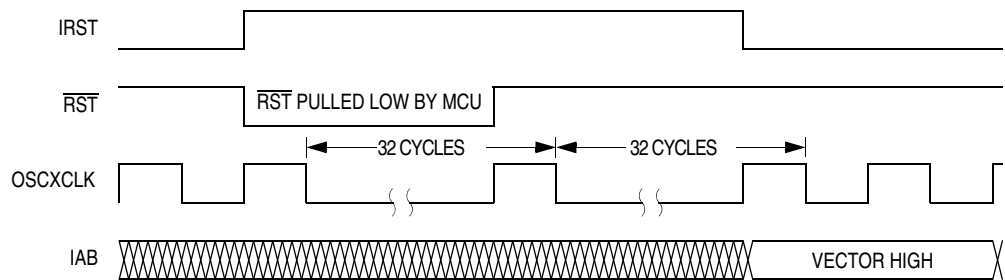 IRST
RST
RST PULLED LOW BY MCU
32 CYCLES
32 CYCLES
OSCXCLK
IAB
VECTOR HIGH